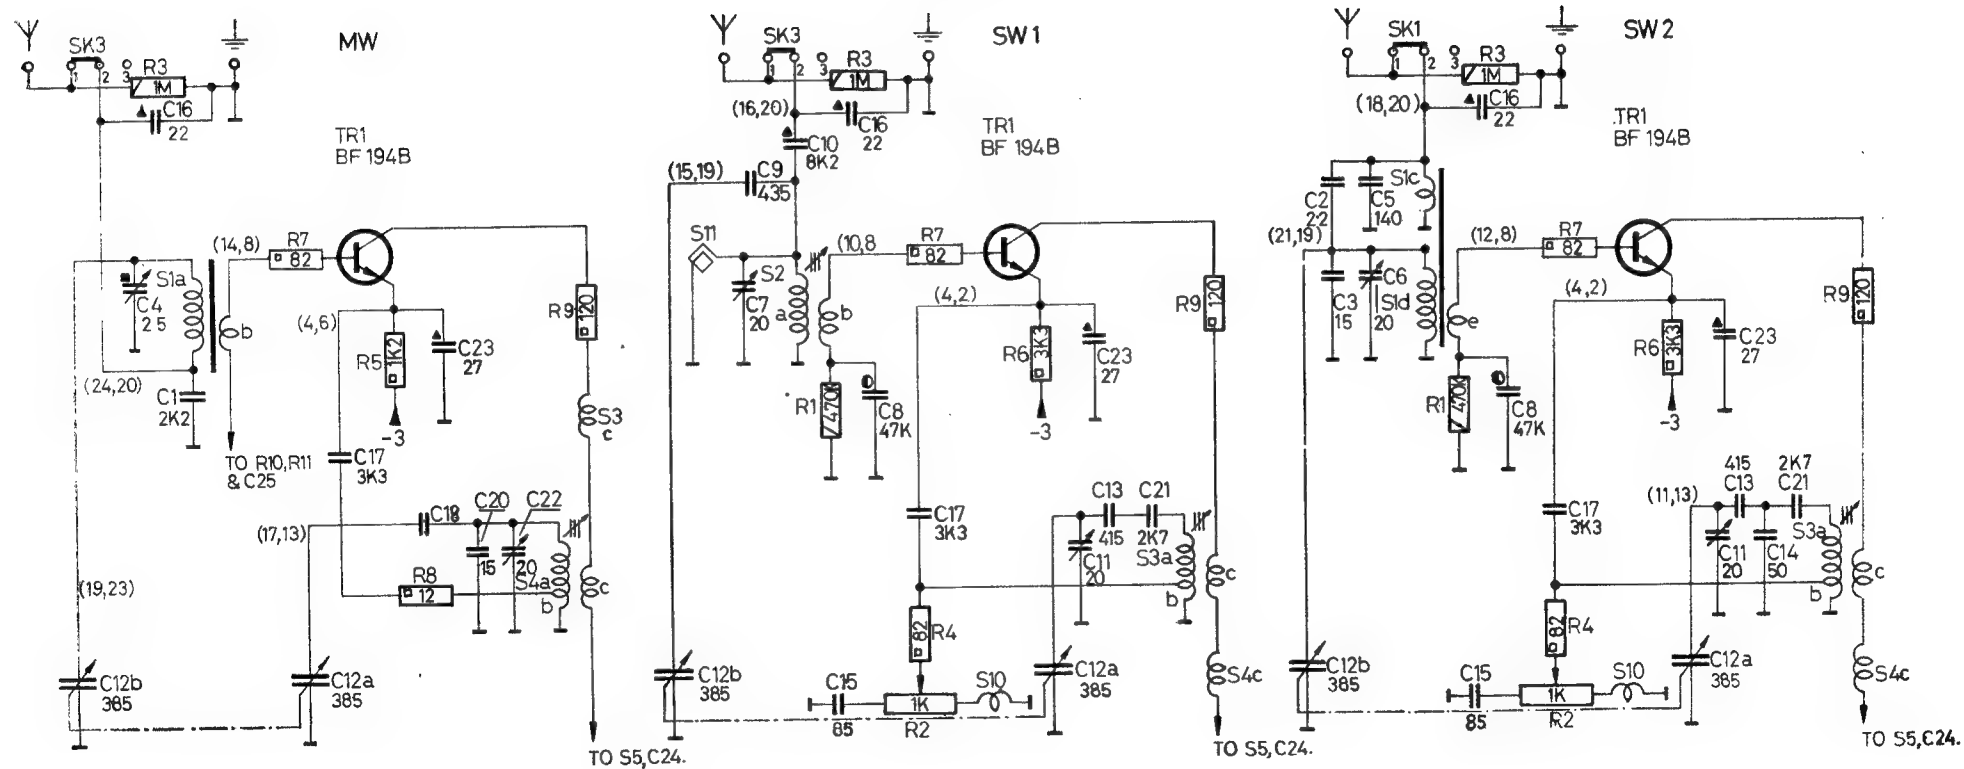 MW
SK3
1
2
3
R3
1M
C16
22
TR1
BF 194B
(14,8)
R7
82
S1a
C4
25
b
(4,6)
R5
1K2
C23
27
-3
R9
120
(24,20)
C1
2K2
TO R10,R11
& C25
C17
3K3
S3
c
C20
C22
C18
(17,13)
15
20
S4a
R8
12
b
c
(19,23)
C12b
385
C12a
385
TO S5,C24.
SW1
SK3
1
2
3
R3
1M
(16,20)
C16
22
C10
8K2
TR1
BF 194B
(15,19)
C9
435
S11
S2
C7
20
a
b
(10,8
R7
82
(4,2)
R6
3K3
C23
27
-3
R9
120
R1
470K
C8
47K
C17
3K3
C13
C21
415
2K7
C11
20
S3a
b
c
R4
82
C12b
385
C15
85
1K
R2
S10
C12a
385
S4c
TO S5,C24.
SW2
SK1
1
2
3
R3
1M
(18,20)
C16
22
TR1
BF 194B
C2
22
C5
140
S1c
(21,19)
C3
15
C6
20
S1d
e
(12,8)
R7
82
(4,2)
R6
3K3
C23
27
-3
R9
120
R1
470K
C8
47K
C17
3K3
415
C13
2K7
C21
(11,13)
C11
20
C14
50
S3a
b
c
R4
82
C12b
385
C15
85
1K
R2
S10
C12a
385
S4c
TO S5,C24.